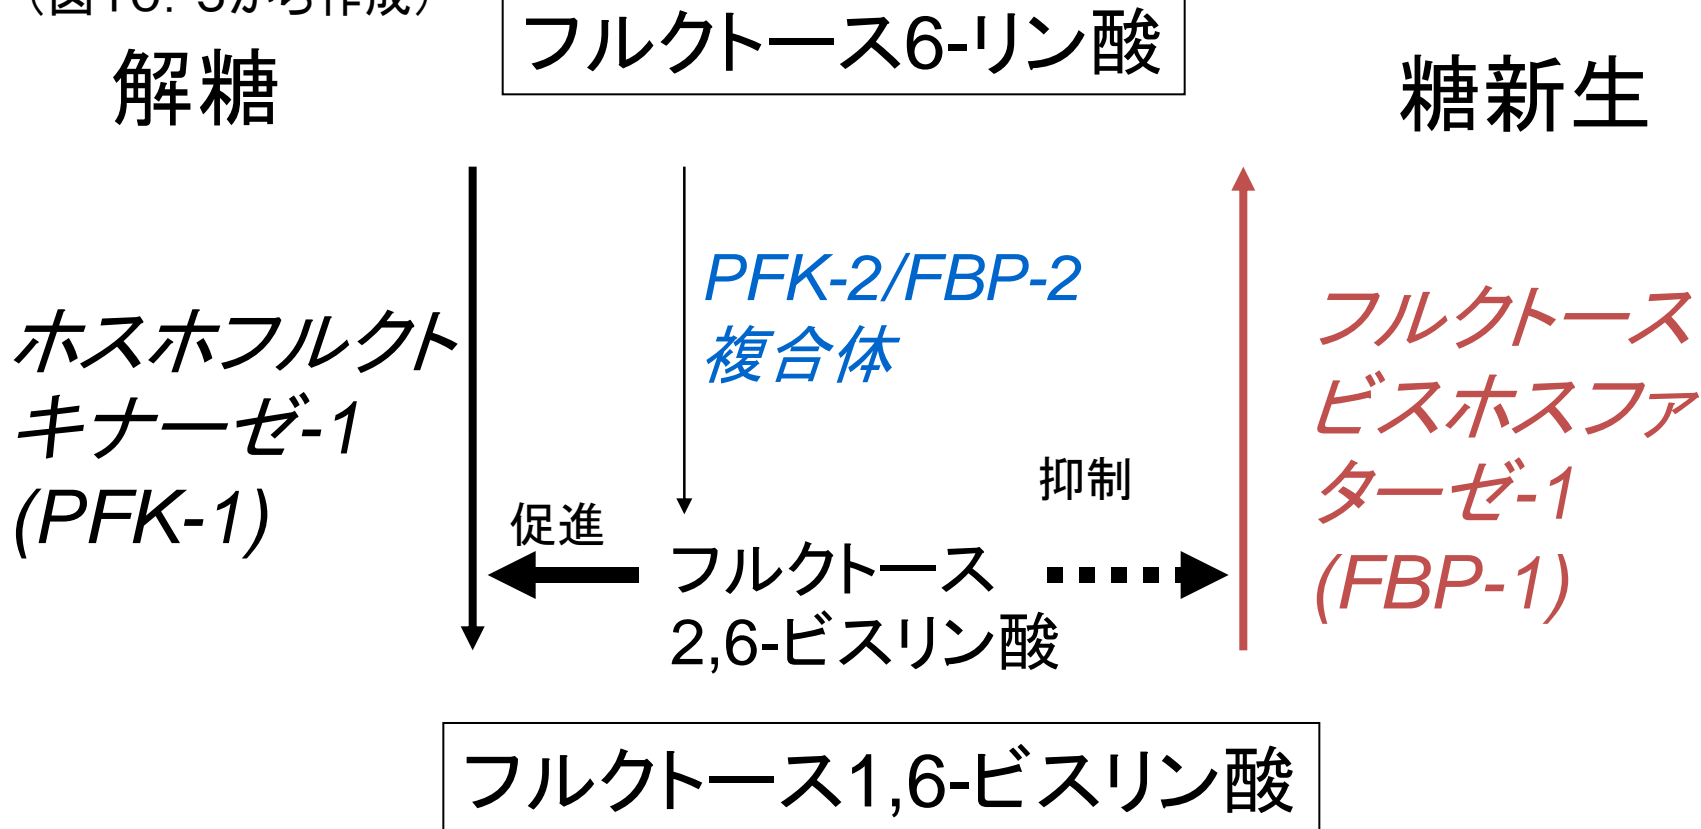 フルクトース6-リン酸
解糖
糖新生
PFK-2/FBP-2
複合体
ホスホフルクト
キナーゼ-1
(PFK-1)
フルクトース
ビスホスファ
ターゼ-1
(FBP-1)
促進
抑制
フルクトース
2,6-ビスリン酸
フルクトース1,6-ビスリン酸